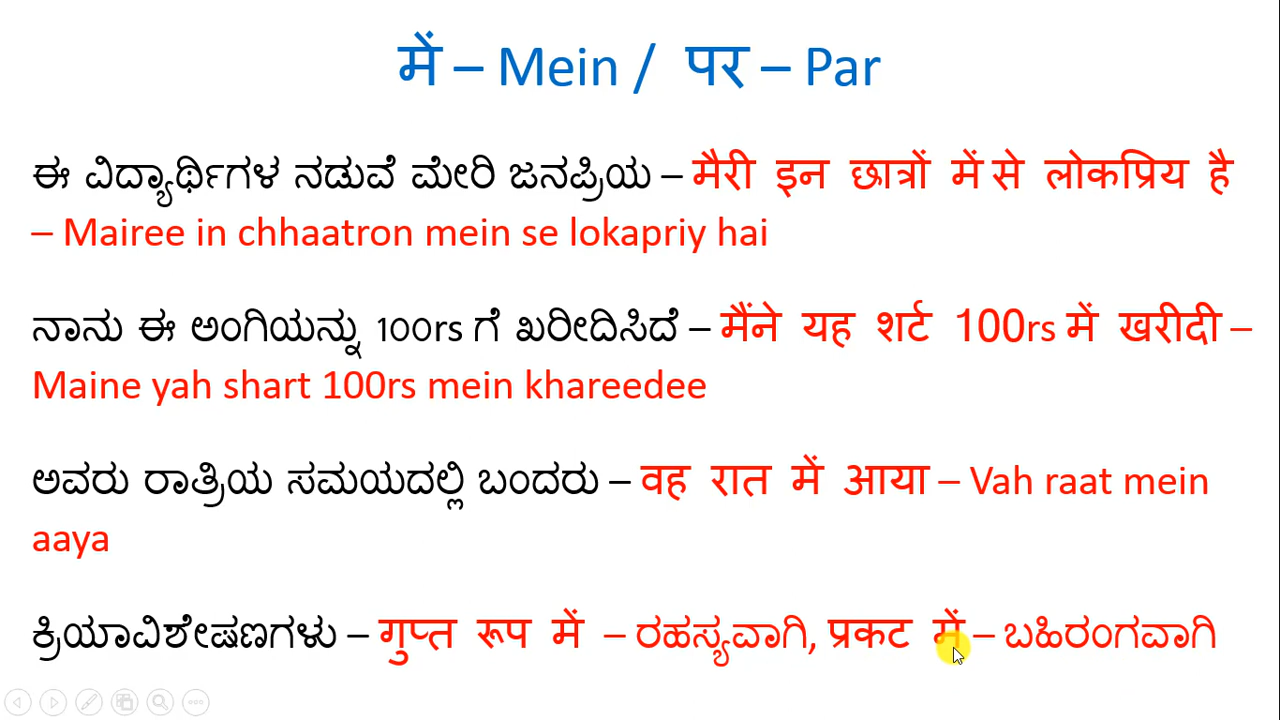 में – Mein / पर – Par
ಈ ವಿದ್ಯಾರ್ಥಿಗಳ ನಡುವೆ ಮೇರಿ ಜನಪ್ರಿಯ – मैरी इन छात्रों में से लोकप्रिय है
– Mairee in chhaatron mein se lokapriy hai
ನಾನು ಈ ಅಂಗಿಯನ್ನು 100rs ಗೆ ಖರೀದಿಸಿದೆ – मैंने यह शर्ट 100rs में खरीदी –
Maine yah shart 100rs mein khareedee
ಅವರು ರಾತ್ರಿಯ ಸಮಯದಲ್ಲಿ ಬಂದರು – वह रात में आया – Vah raat mein
aaya
ಕ್ರಿಯಾವಿಶೇಷಣಗಳು – गुप्त रूप में – ರಹಸ್ಯವಾಗಿ, प्रकट में – ಬಹಿರಂಗವಾಗಿ